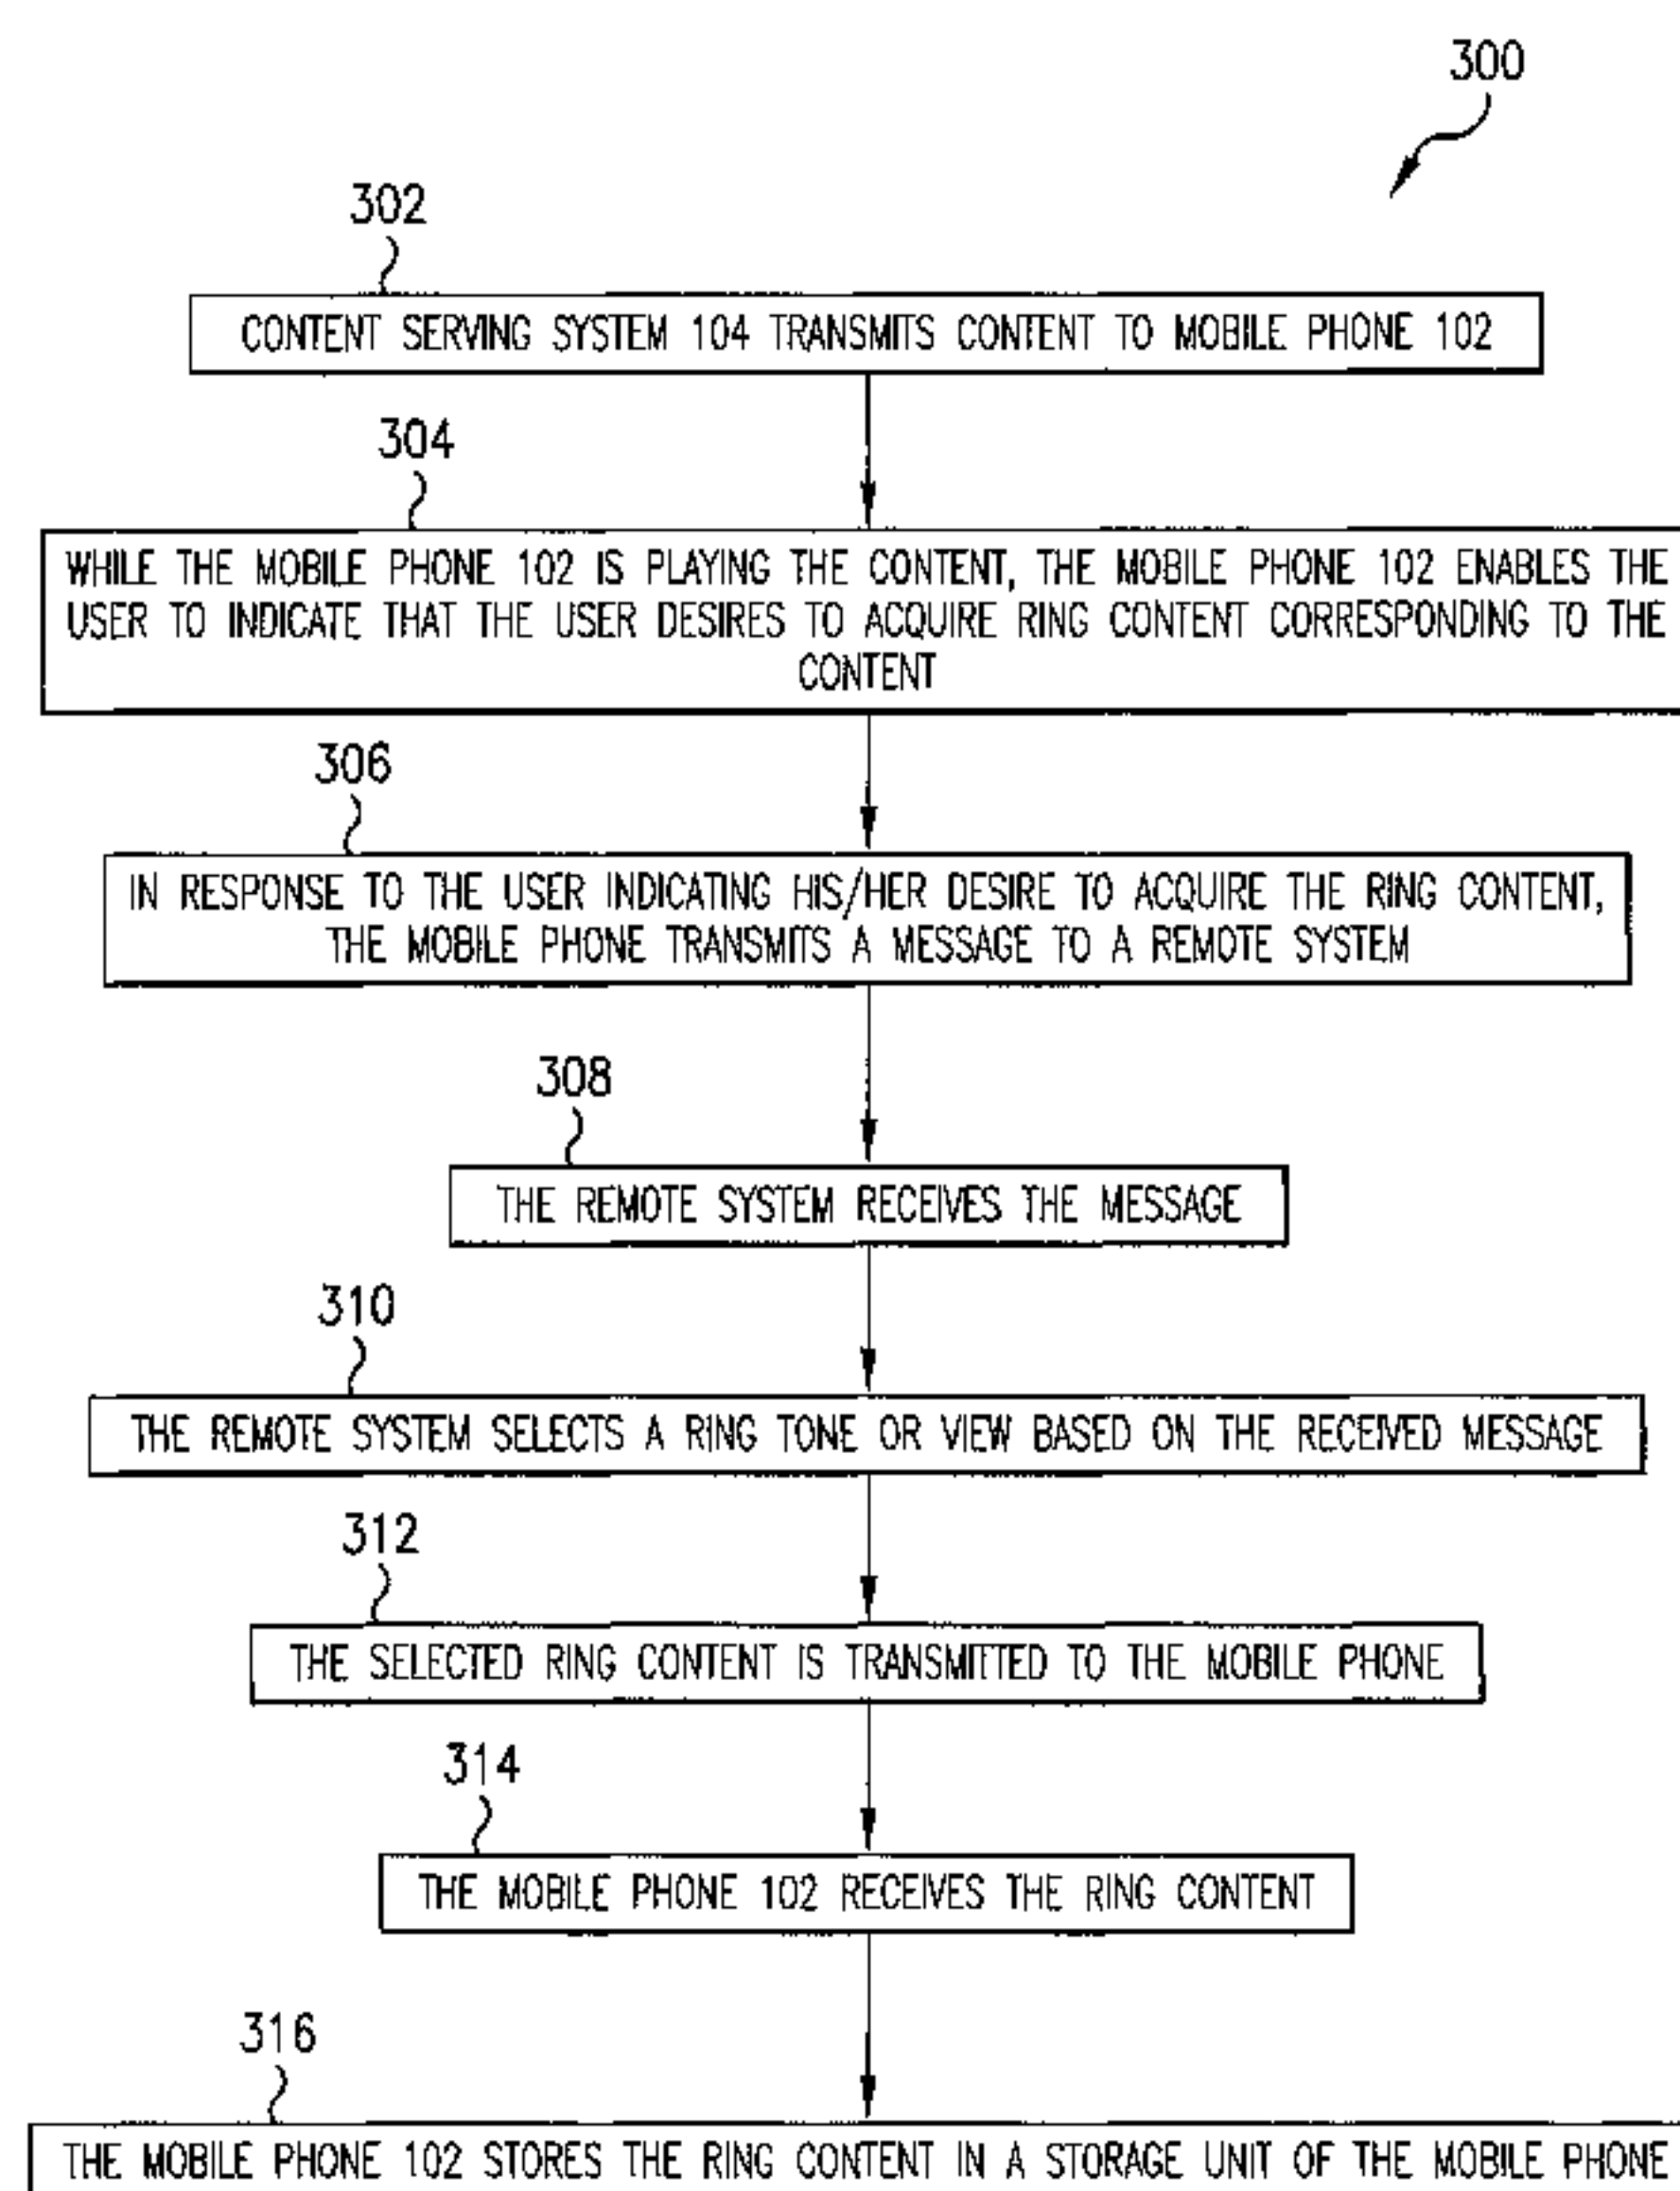 300
302
CONTENT SERVING SYSTEM 104 TRANSMITS CONTENT TO MOBILE PHONE 102
304
WHILE THE MOBILE PHONE 102 IS PLAYING THE CONTENT, THE MOBILE PHONE 102 ENABLES THE
USER TO INDICATE THAT THE USER DESIRES TO ACQUIRE RING CONTENT CORRESPONDING TO THE
CONTENT
306
IN RESPONSE TO THE USER INDICATING HIS/HER DESIRE TO ACQUIRE THE RING CONTENT,
THE MOBILE PHONE TRANSMITS A MESSAGE TO A REMOTE SYSTEM
308
THE REMOTE SYSTEM RECEIVES THE MESSAGE
310
THE REMOTE SYSTEM SELECTS A RING TONE OR VIEW BASED ON THE RECEIVED MESSAGE
312
THE SELECTED RING CONTENT IS TRANSMITTED TO THE MOBILE PHONE
314
THE MOBILE PHONE 102 RECEIVES THE RING CONTENT
316
THE MOBILE PHONE 102 STORES THE RING CONTENT IN A STORAGE UNIT OF THE MOBILE PHONE